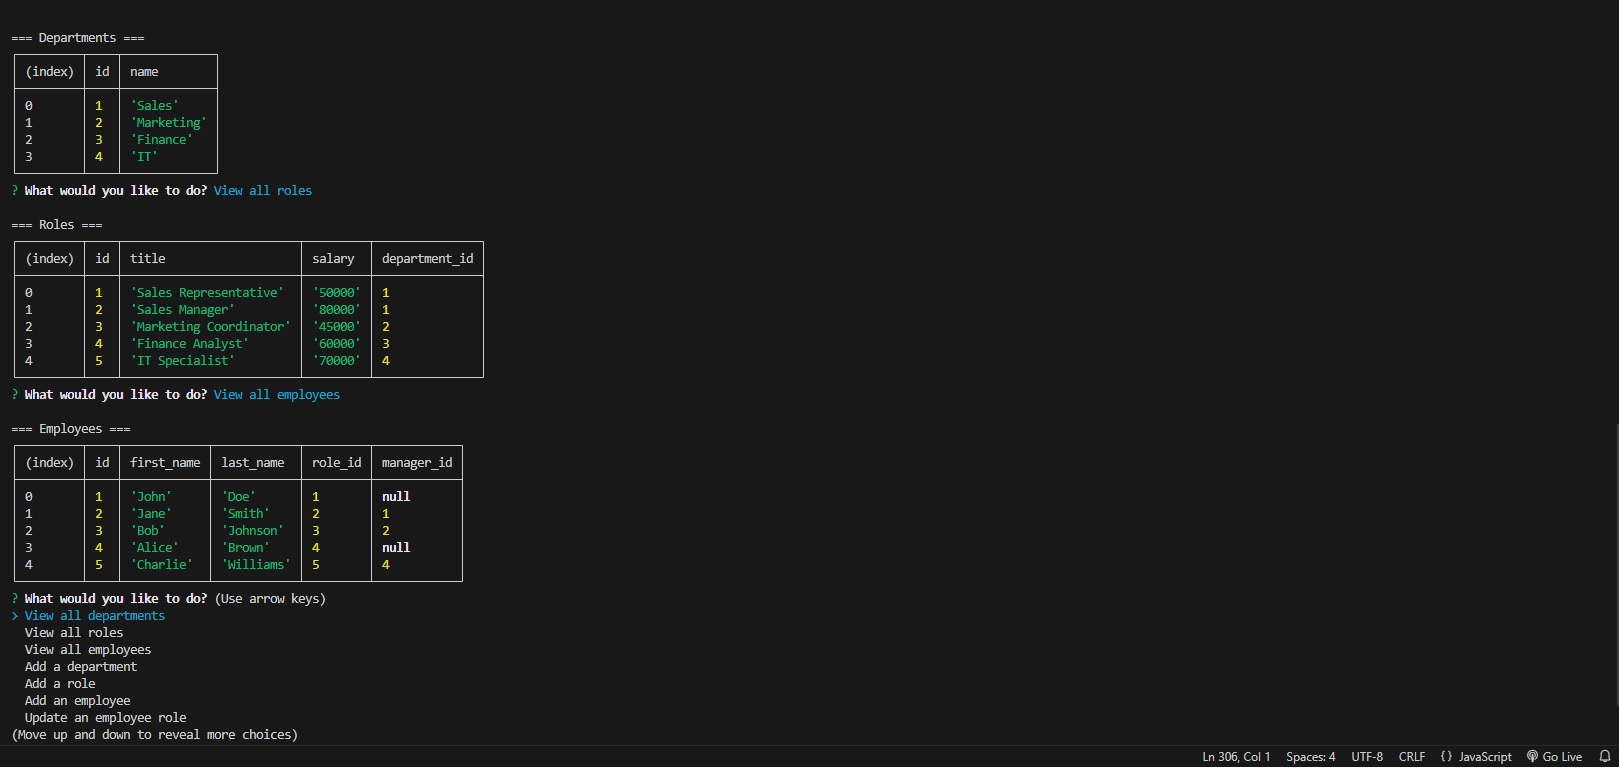 === Departments ===
(index) id name
0 1 'Sales'
1 2 'Marketing'
2 3 'Finance'
3 4 'IT'
? What would you like to do? View all roles
=== Roles ===
(index) id title salary department_id
0 1 'Sales Representative' '50000' 1
1 2 'Sales Manager' '80000' 1
2 3 'Marketing Coordinator' '45000' 2
3 4 'Finance Analyst' '60000' 3
4 5 'IT Specialist' '70000' 4
? What would you like to do? View all employees
=== Employees ===
(index) id first_name last_name role_id manager_id
0 1 'John' 'Doe' 1 null
1 2 'Jane' 'Smith' 2 1
2 3 'Bob' 'Johnson' 3 2
3 4 'Alice' 'Brown' 4 null
4 5 'Charlie' 'Williams' 5 4
? What would you like to do? (Use arrow keys)
> View all departments
View all roles
View all employees
Add a department
Add a role
Add an employee
Update an employee role
(Move up and down to reveal more choices)
Ln 306, Col 1 Spaces: 4 UTF-8 CRLF {} JavaScript Go Live